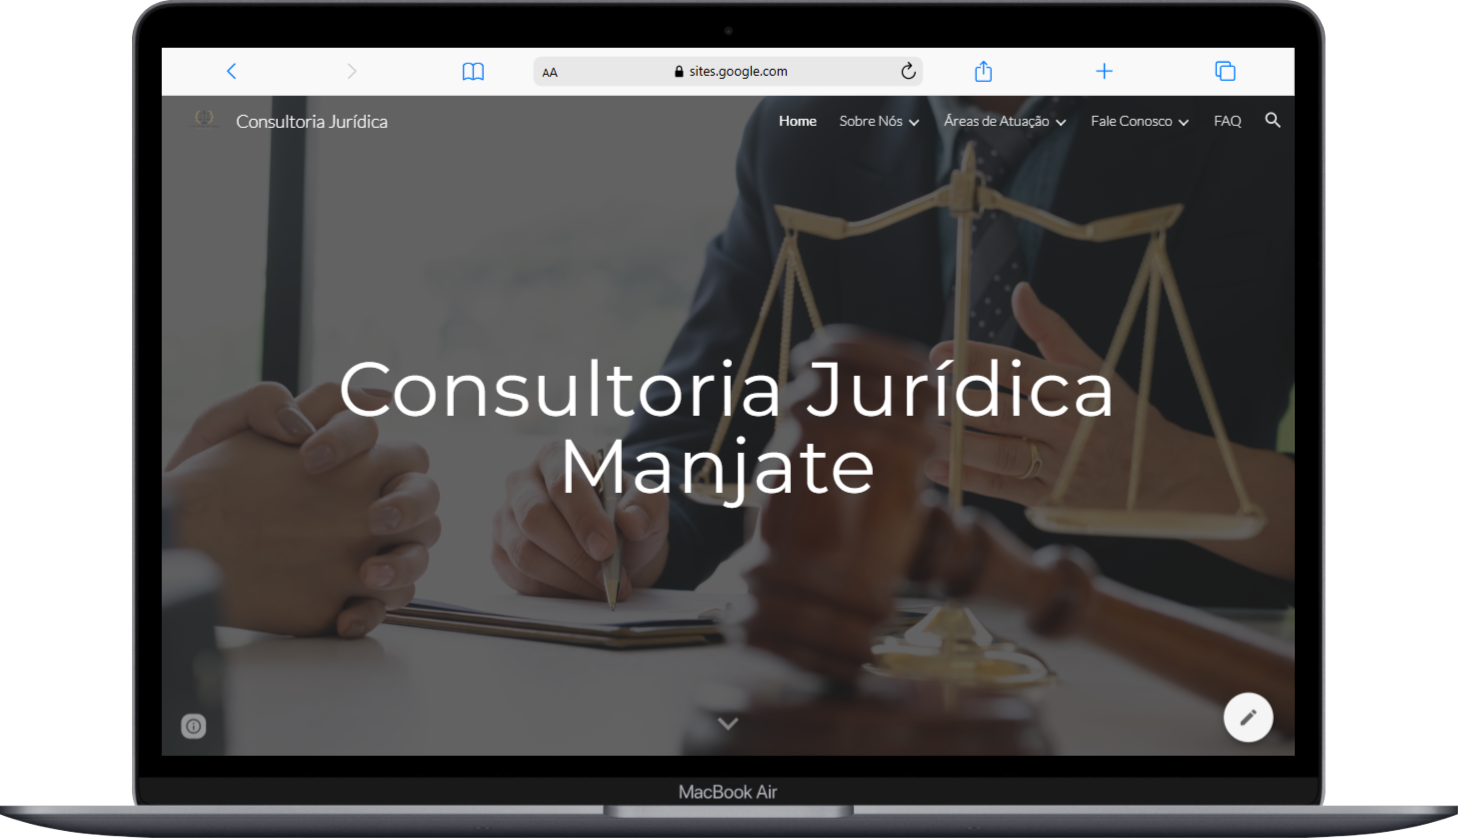 AA
sites.google.com
Consultoria Jurídica
Home
Sobre Nós
Áreas de Atuação
Fale Conosco
FAQ
Consultoria Jurídica
Manjate
MacBook Air